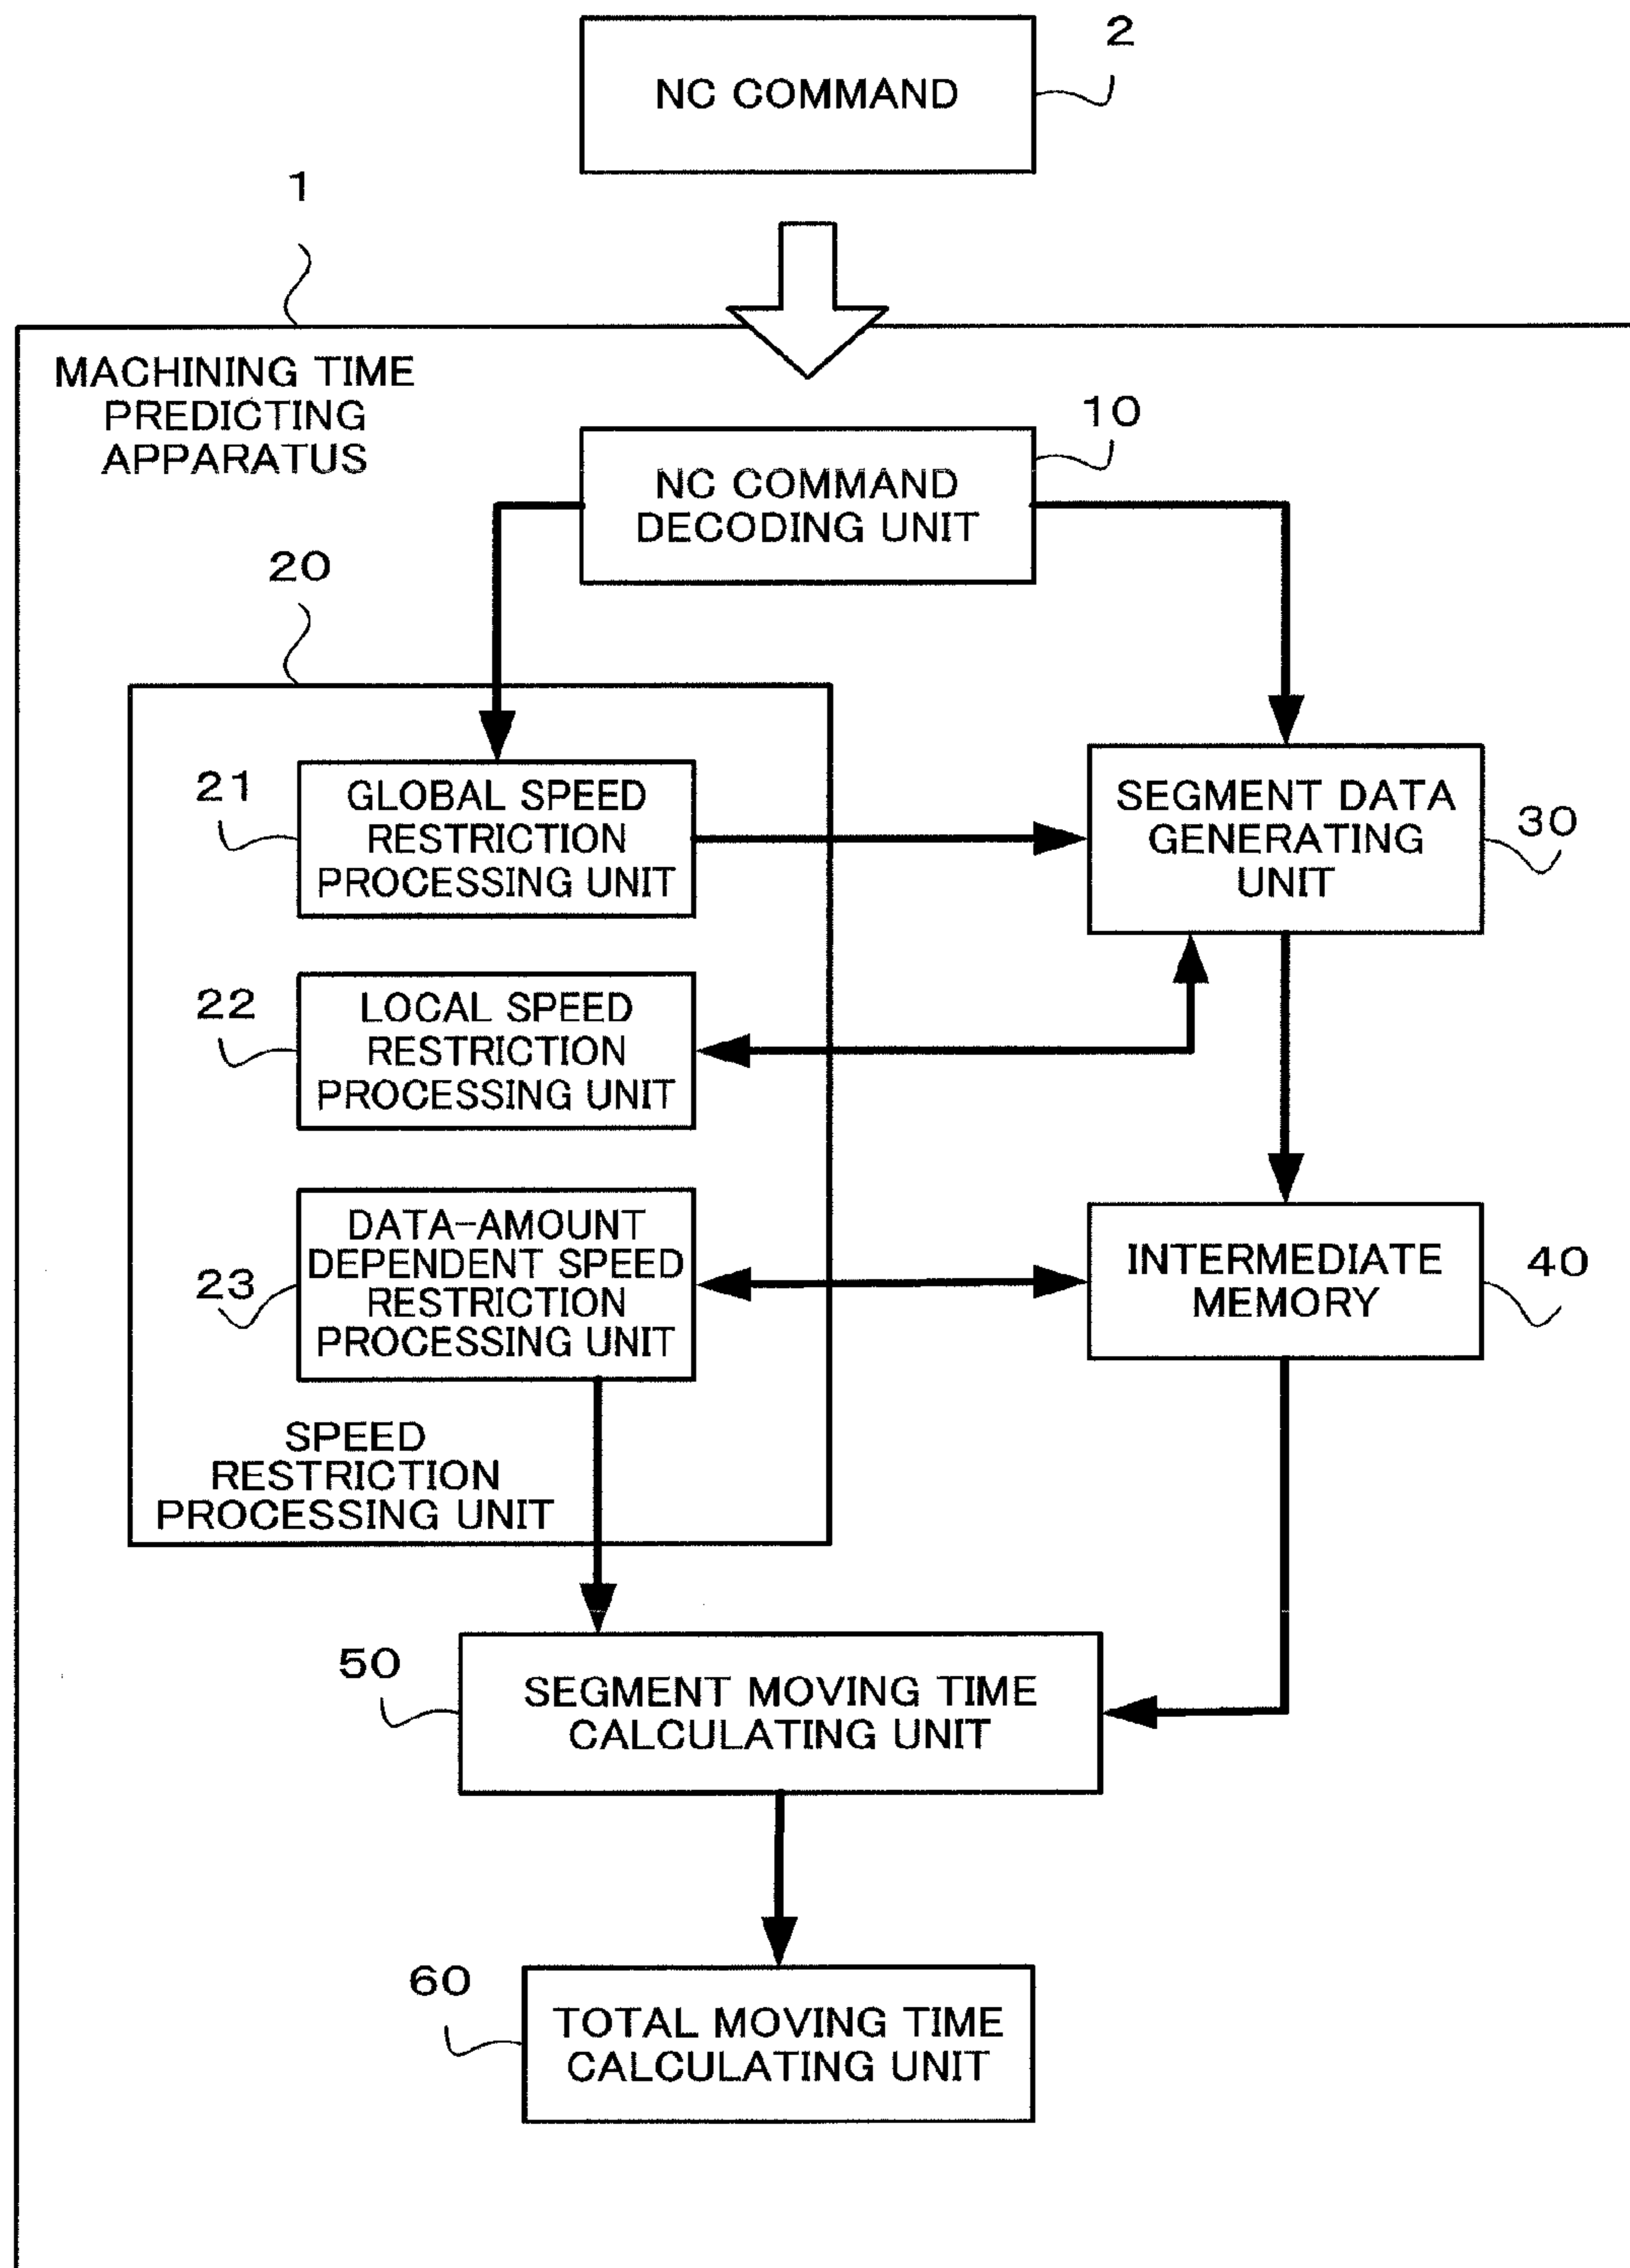 2
NC COMMAND
1
MACHINING TIME
PREDICTING
APPARATUS
10
NC COMMAND
DECODING UNIT
20
21
GLOBAL SPEED
RESTRICTION
PROCESSING UNIT
SEGMENT DATA
GENERATING
UNIT
30
22
LOCAL SPEED
RESTRICTION
PROCESSING UNIT
23
DATA-AMOUNT
DEPENDENT SPEED
RESTRICTION
PROCESSING UNIT
INTERMEDIATE
MEMORY
40
SPEED
RESTRICTION
PROCESSING UNIT
50
SEGMENT MOVING TIME
CALCULATING UNIT
60
TOTAL MOVING TIME
CALCULATING UNIT